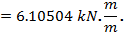 = 6.10504 kN.m/m.